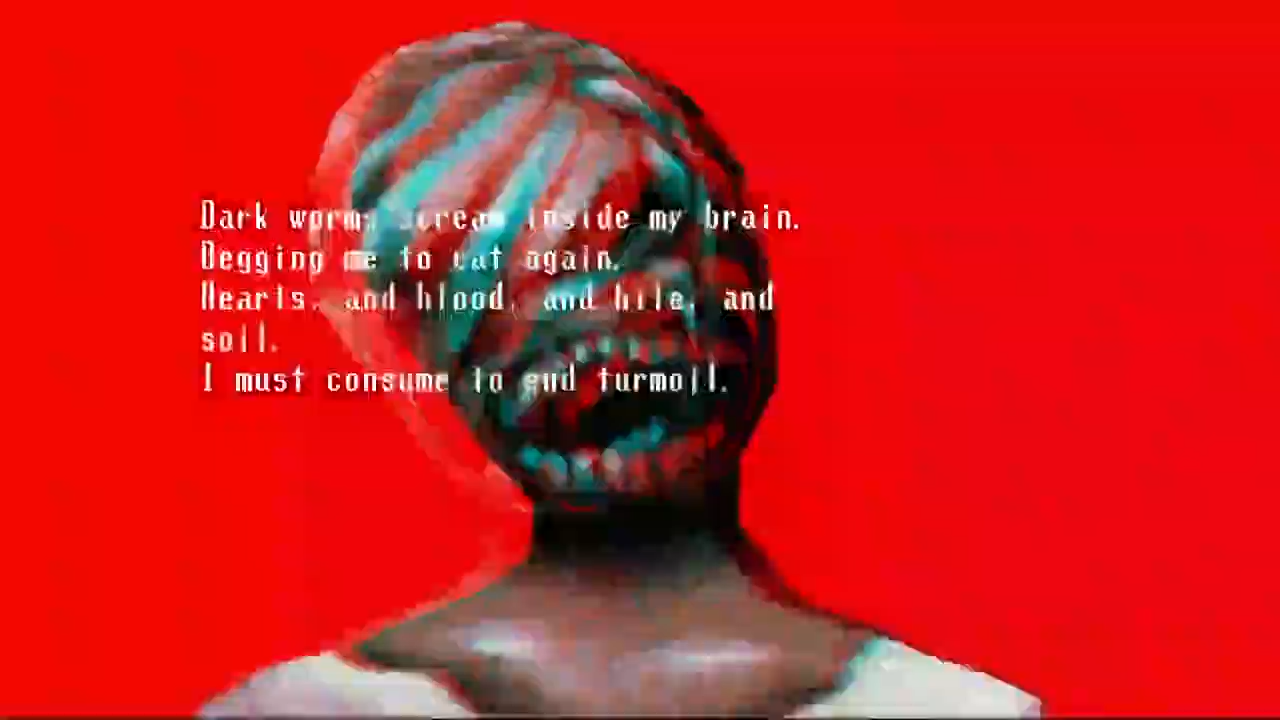 Dark worms scream inside my brain.
Begging me to eat again.
Hearts, and blood, and bile, and
soil.
I must consume to end turmoil.